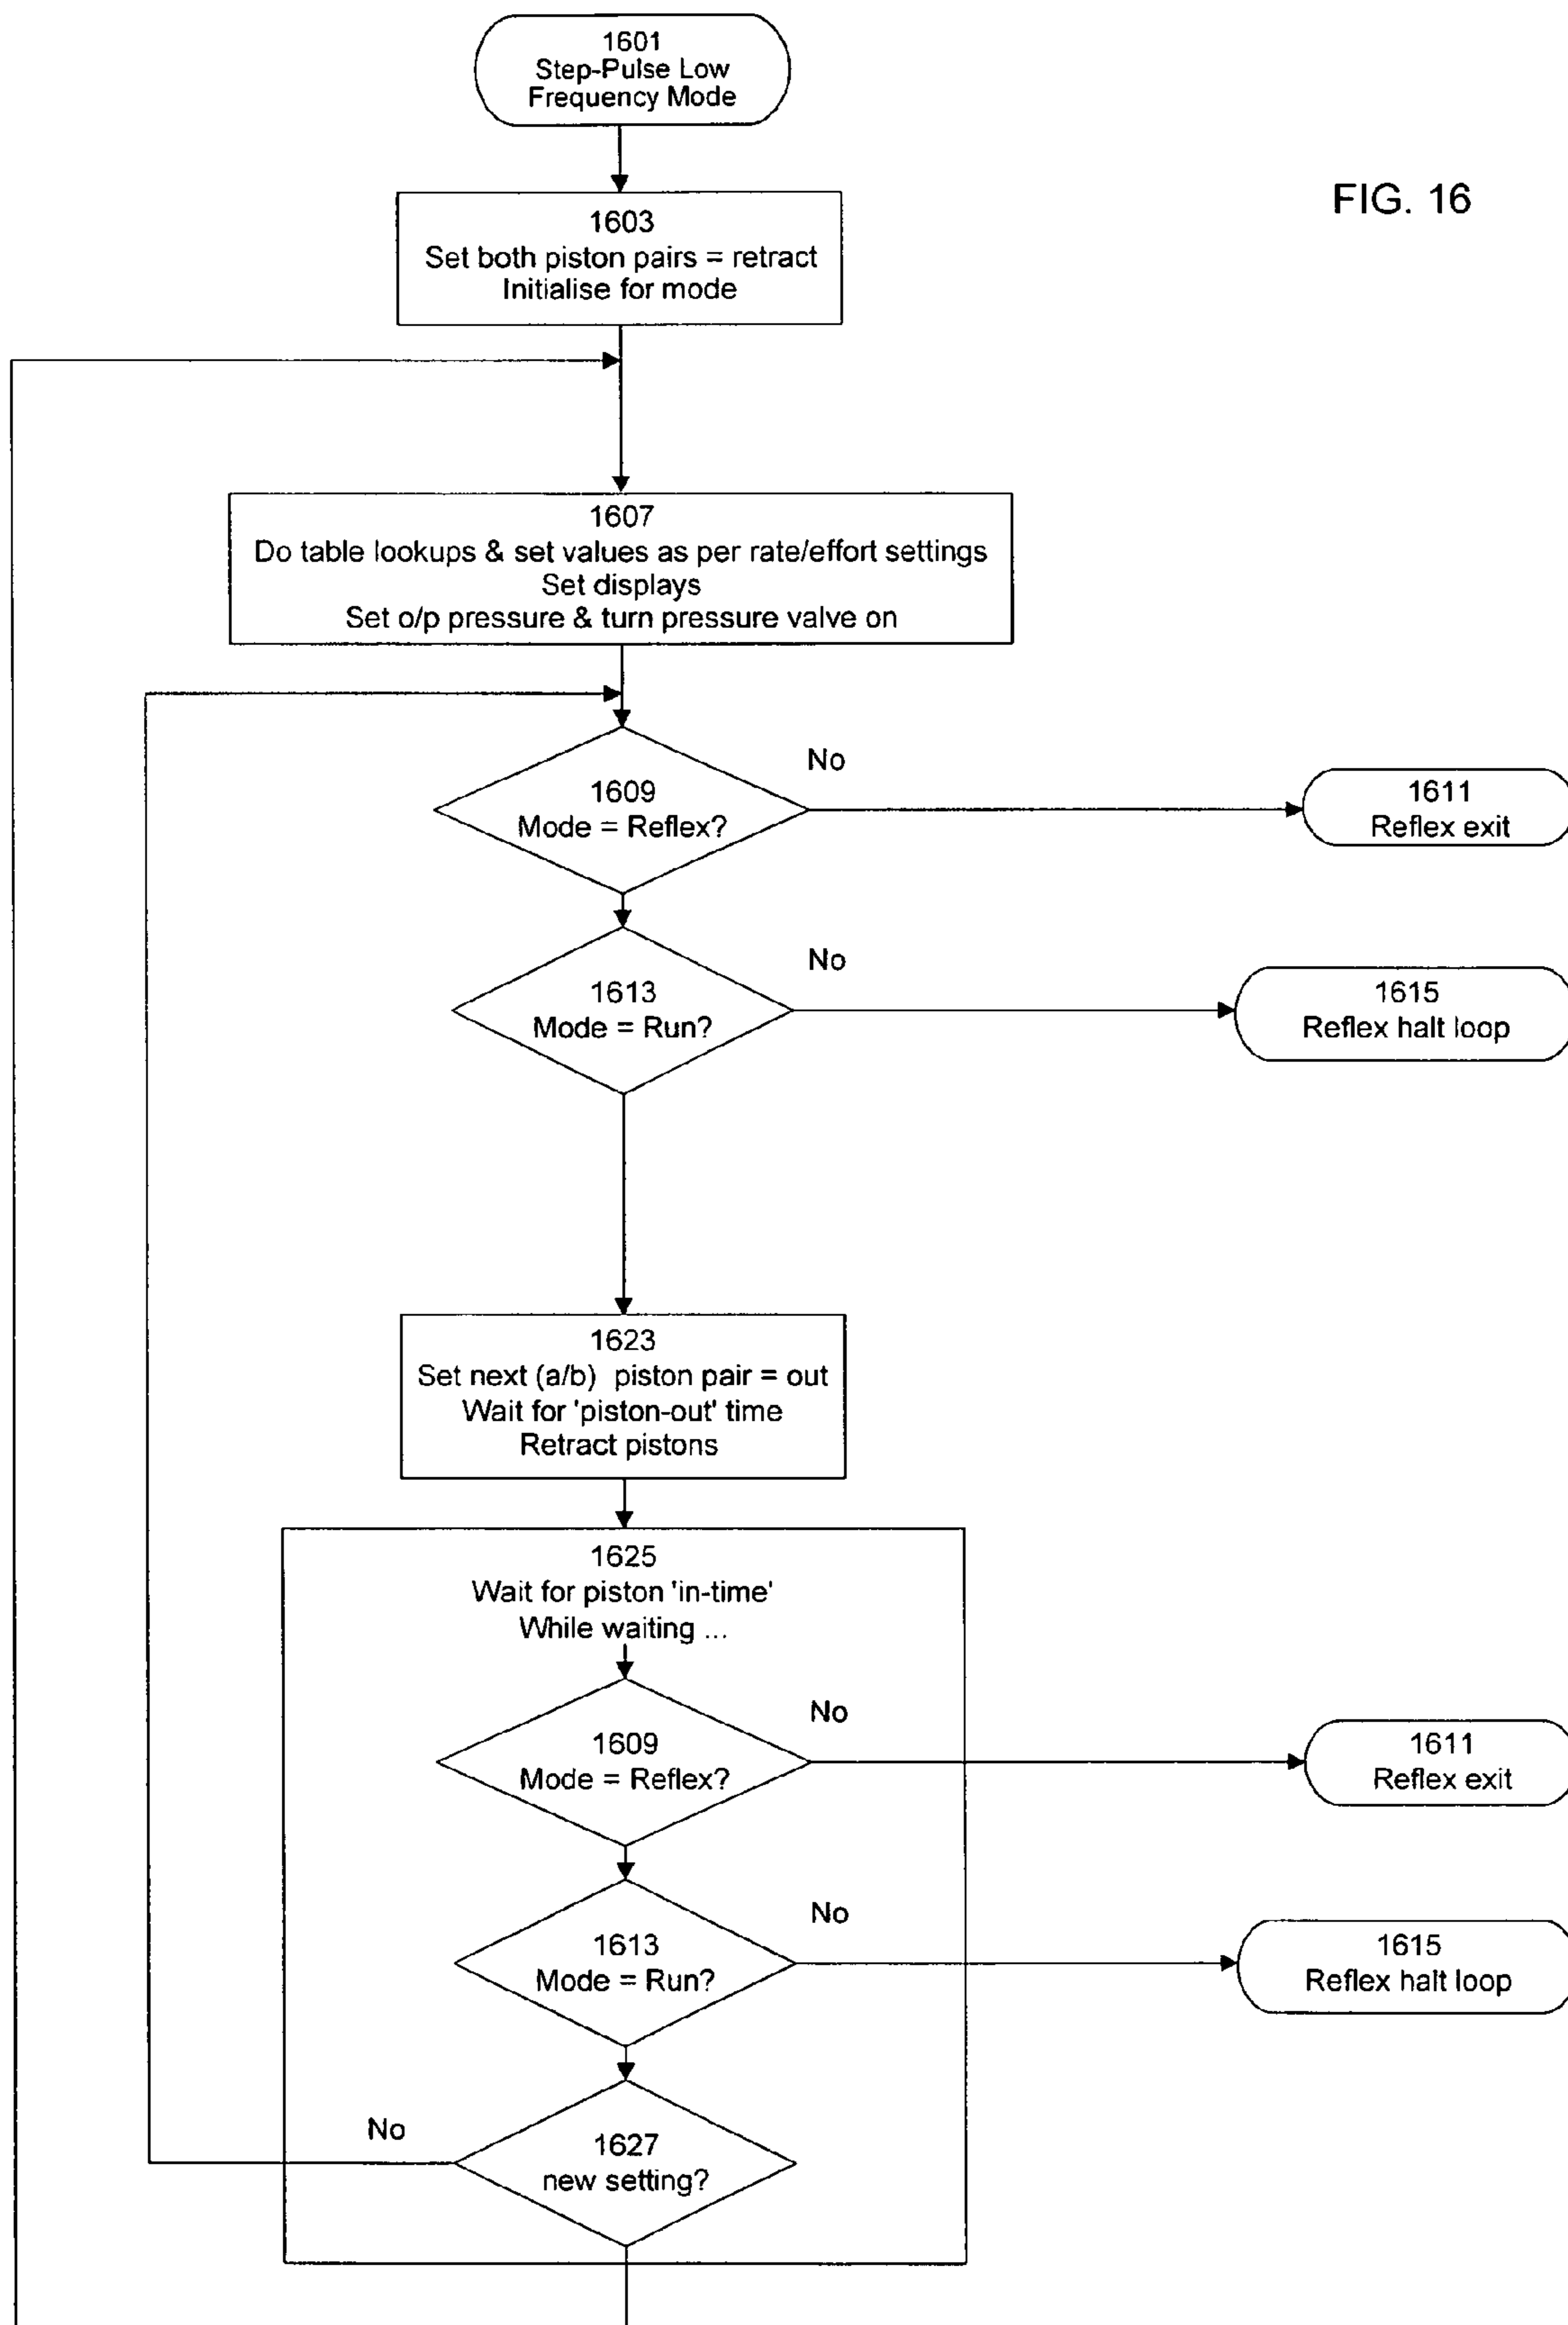 1601
Step-Pulse Low
Frequency Mode
FIG. 16
1603
Set both piston pairs = retract
Initialise for mode
1607
Do table lookups & set values as per rate/effort settings
Set displays
Set o/p pressure & turn pressure valve on
No
1609
Mode = Reflex?
1611
Reflex exit
No
1613
Mode = Run?
1615
Reflex halt loop
1623
Set next (a/b) piston pair = out
Wait for 'piston-out' time
Retract pistons
1625
Wait for piston 'in-time'
While waiting ...
No
1609
Mode = Reflex?
1611
Reflex exit
No
1613
Mode = Run?
1615
Reflex halt loop
No
1627
new setting?